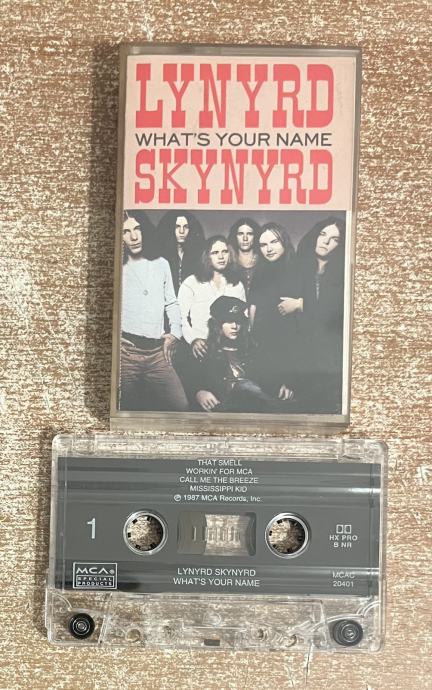 LYNYRD
WHAT'S YOUR NAME
SKYNYRD
THAT SMELL
WORKIN' FOR MCA
CALL ME THE BREEZE
MISSISSIPPI KID
℗ 1987 MCA Records, Inc.
1
HX PRO
B NR
MCA
SPECIAL
PRODUCTS
LYNYRD SKYNYRD
WHAT'S YOUR NAME
MCAC
20401